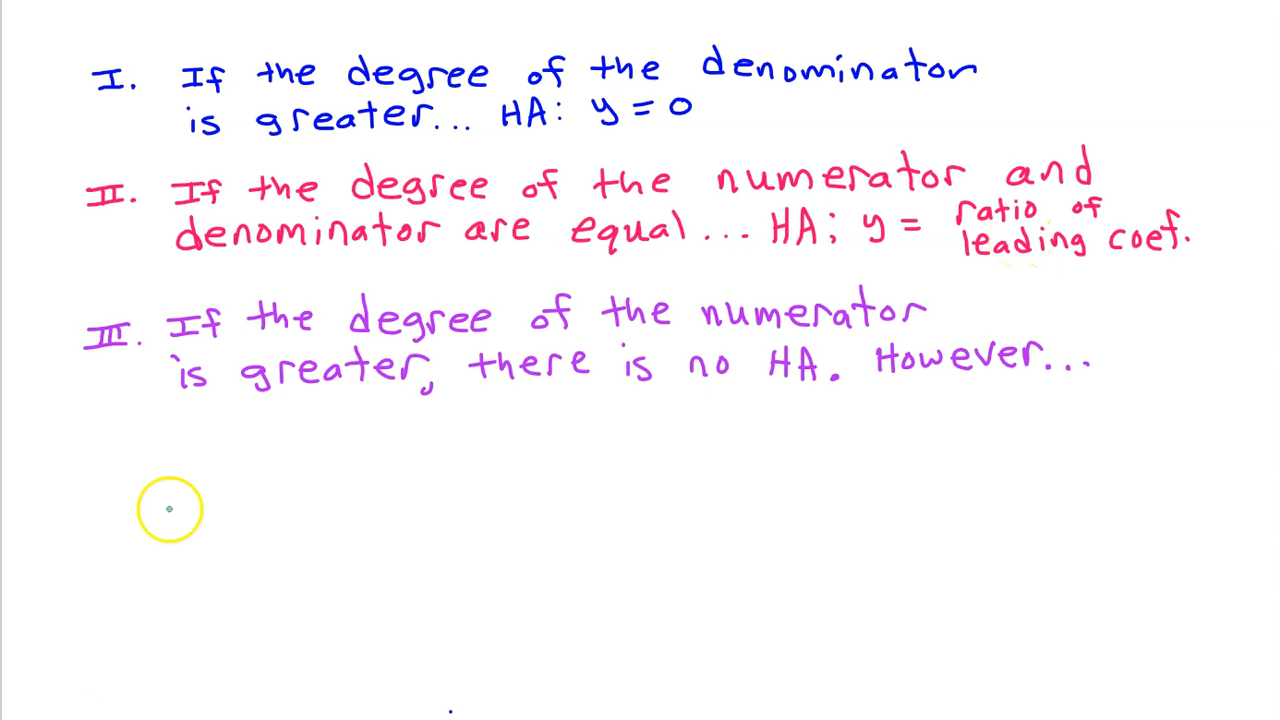 I. If the degree of the denominator
is greater... HA: y = 0
II. If the degree of the numerator and
denominator are equal... HA: y = ratio of
leading coef.
III. If the degree of the numerator
is greater, there is no HA. However...